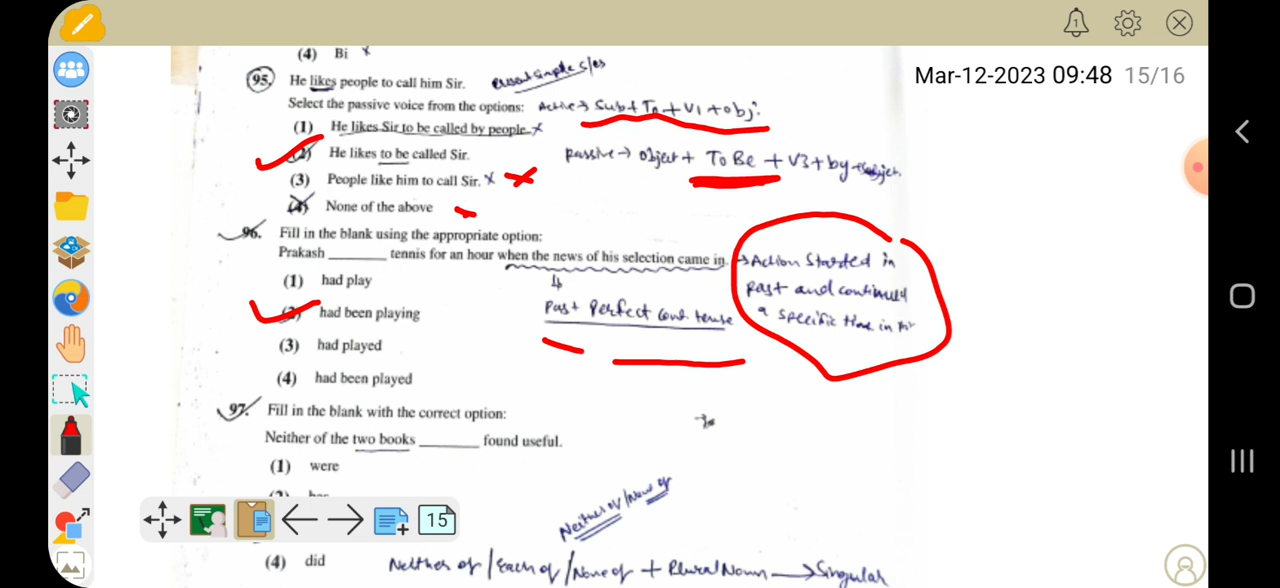 Mar-12-2023 09:48 15/16
(4) Bi x
95. He likes people to call him Sir. Present simple s/es
Select the passive voice from the options: Active → Sub + + V1 + obj.
(1) He likes Sir to be called by people. x
(2) He likes to be called Sir. Passive → object + To Be + V3 + by +
(3) People like him to call Sir. x
(4) None of the above
96. Fill in the blank using the appropriate option:
Prakash ______ tennis for an hour when the news of his selection came in. → Action Started in
past and continued
a specific time in
(1) had play
Past Perfect cont tense
(2) had been playing
(3) had played
(4) had been played
97. Fill in the blank with the correct option:
Neither of the two books ______ found useful.
(1) were
Neither of / None of
15
(4) did
Neither of / Each of / None of + Plural Noun → Singular